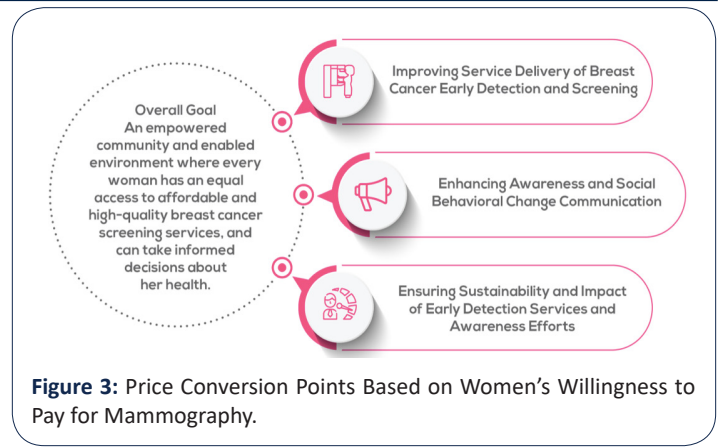 Overall Goal
An empowered
community and enabled
environment where every
woman has an equal
access to affordable and
high-quality breast cancer
screening services, and
can take informed
decisions about
her health.
Improving Service Delivery of Breast
Cancer Early Detection and Screening
Enhancing Awareness and Social
Behavioral Change Communication
Ensuring Sustainability and Impact
of Early Detection Services and
Awareness Efforts
Figure 3: Price Conversion Points Based on Women's Willingness to
Pay for Mammography.